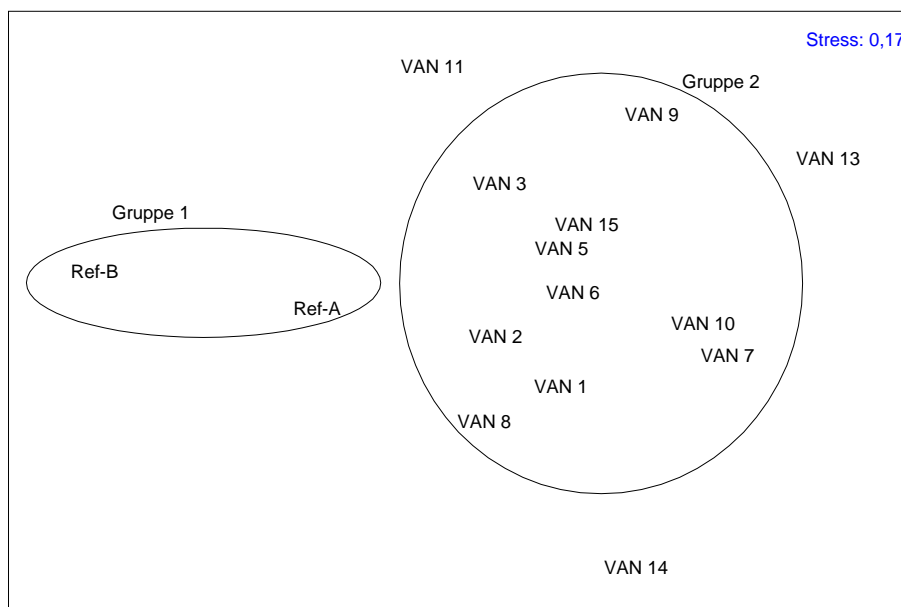 Stress: 0,17
VAN 11
Gruppe 2
VAN 9
VAN 13
VAN 3
Gruppe 1
VAN 15
VAN 5
Ref-B
VAN 6
Ref-A
VAN 10
VAN 2
VAN 7
VAN 1
VAN 8
VAN 14